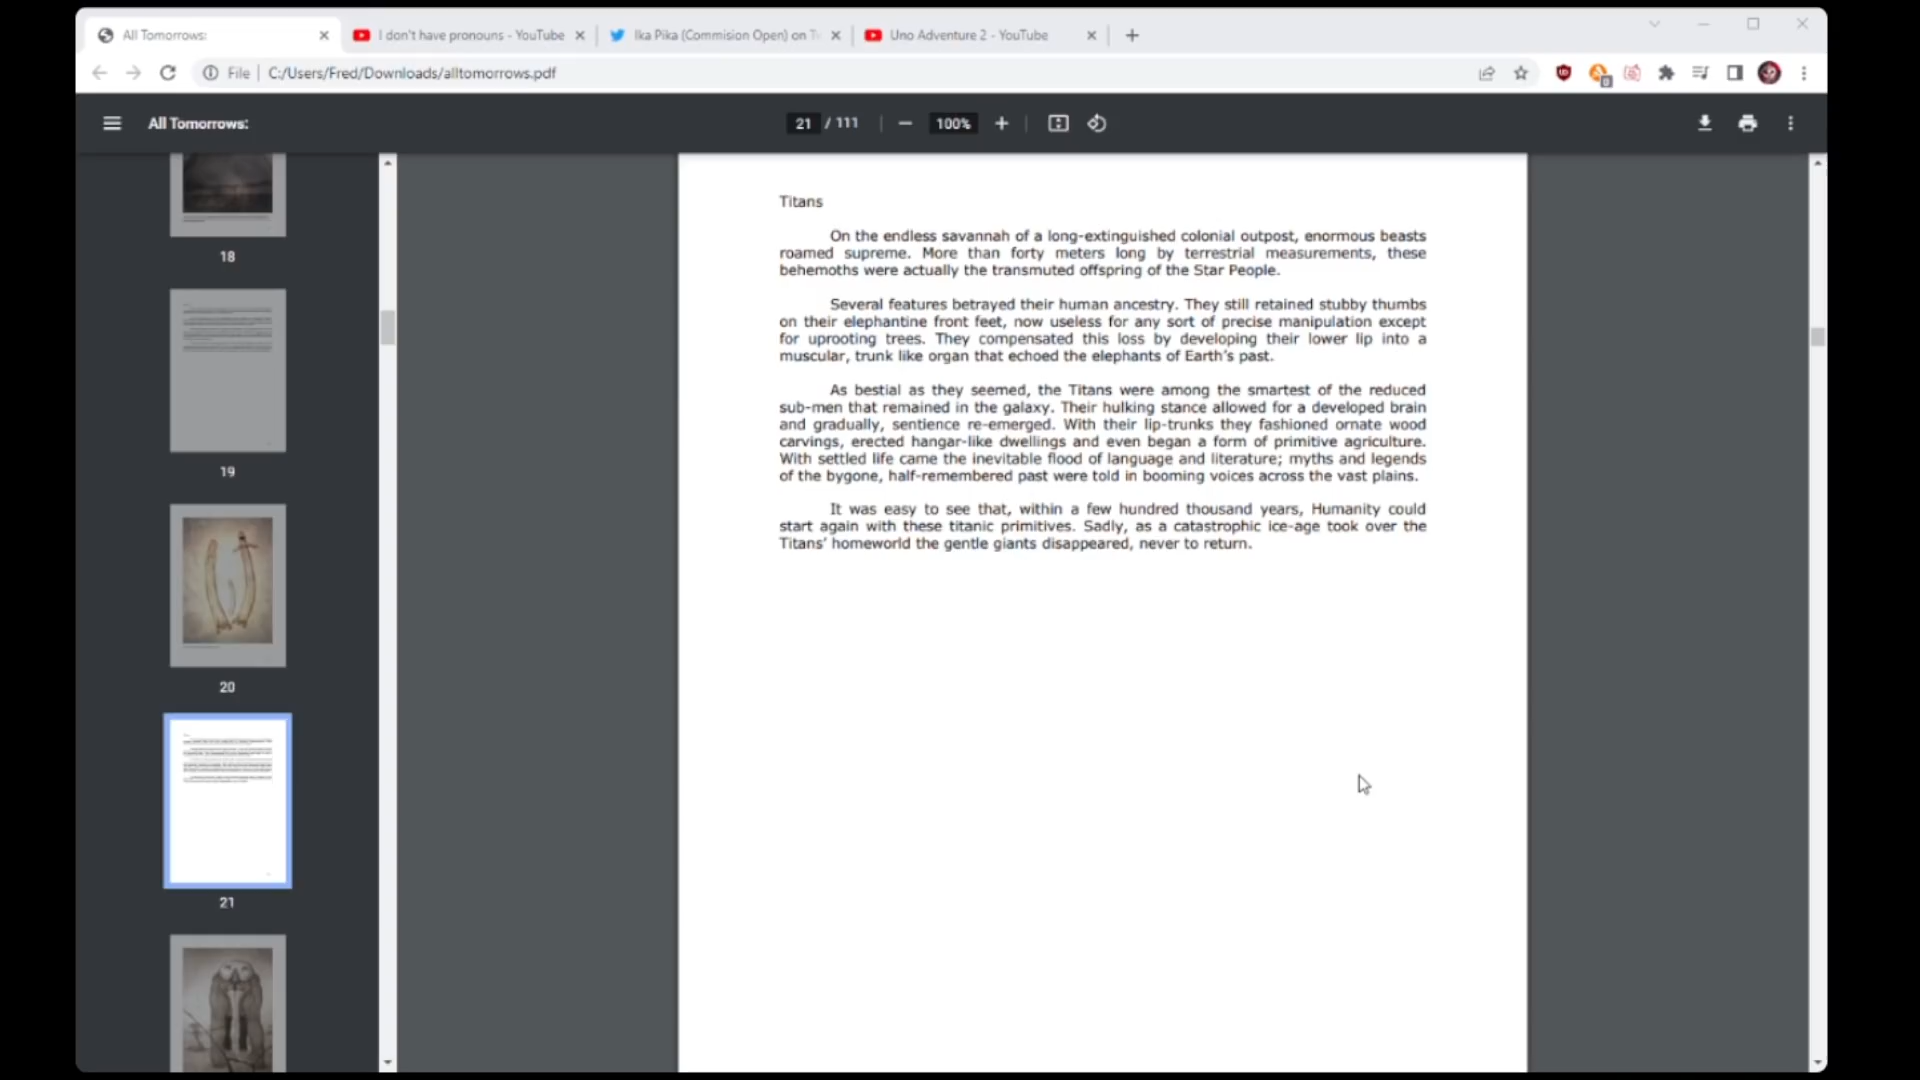 All Tomorrows:
I don't have pronouns - YouTube
Ika Pika (Commision Open) on Tw
Uno Adventure 2 - YouTube
File
C:/Users/Fred/Downloads/alltomorrows.pdf
All Tomorrows:
21 / 111
100%
18
19
20
21
Titans
On the endless savannah of a long-extinguished colonial outpost, enormous beasts
roamed supreme. More than forty meters long by terrestrial measurements, these
behemoths were actually the transmuted offspring of the Star People.
Several features betrayed their human ancestry. They still retained stubby thumbs
on their elephantine front feet, now useless for any sort of precise manipulation except
for uprooting trees. They compensated this loss by developing their lower lip into a
muscular, trunk like organ that echoed the elephants of Earth's past.
As bestial as they seemed, the Titans were among the smartest of the reduced
sub-men that remained in the galaxy. Their hulking stance allowed for a developed brain
and gradually, sentience re-emerged. With their lip-trunks they fashioned ornate wood
carvings, erected hangar-like dwellings and even began a form of primitive agriculture.
With settled life came the inevitable flood of language and literature; myths and legends
of the bygone, half-remembered past were told in booming voices across the vast plains.
It was easy to see that, within a few hundred thousand years, Humanity could
start again with these titanic primitives. Sadly, as a catastrophic ice-age took over the
Titans' homeworld the gentle giants disappeared, never to return.